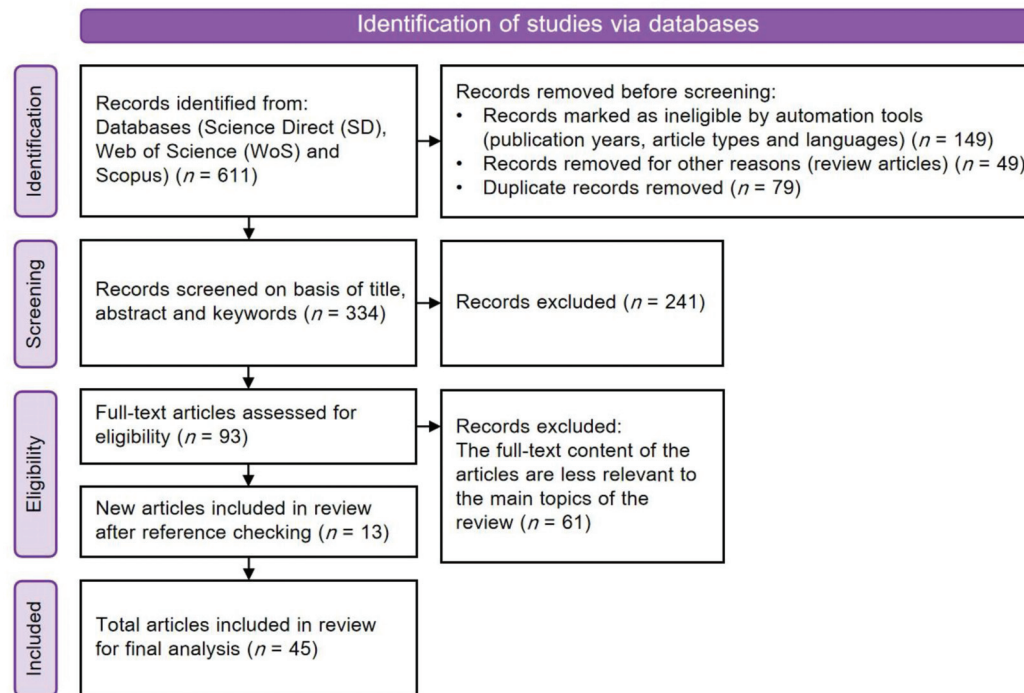 Identification of studies via databases
Identification
Records identified from:
Databases (Science Direct (SD),
Web of Science (WoS) and
Scopus) (n = 611)
Records removed before screening:
• Records marked as ineligible by automation tools
(publication years, article types and languages) (n = 149)
• Records removed for other reasons (review articles) (n = 49)
• Duplicate records removed (n = 79)
Screening
Records screened on basis of title,
abstract and keywords (n = 334)
Records excluded (n = 241)
Eligibility
Full-text articles assessed for
eligibility (n = 93)
Records excluded:
The full-text content of the
articles are less relevant to
the main topics of the
review (n = 61)
New articles included in review
after reference checking (n = 13)
Included
Total articles included in review
for final analysis (n = 45)